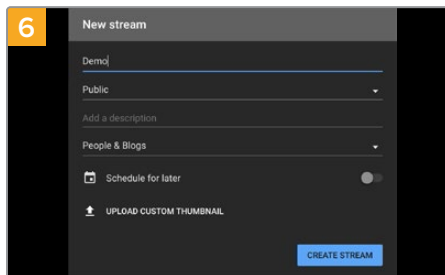 6
New stream
Demo
Public
Add a description
People & Blogs
Schedule for later
UPLOAD CUSTOM THUMBNAIL
CREATE STREAM